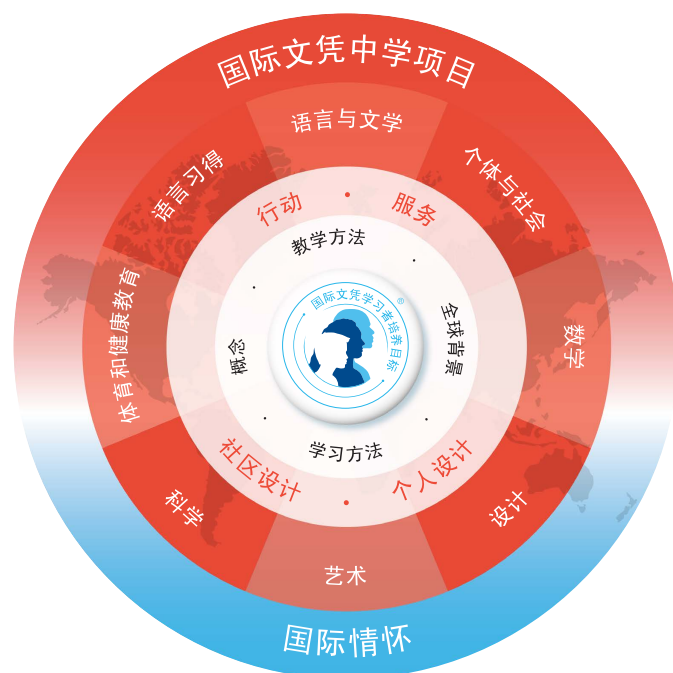 国际文凭中学项目
语言与文学
个体与社会
数学
设计
艺术
科学
体育和健康教育
语言习得
行动
服务
个人设计
社区设计
教学方法
全球背景
学习方法
概念
国际文凭学习者培养目标
®
国际情怀